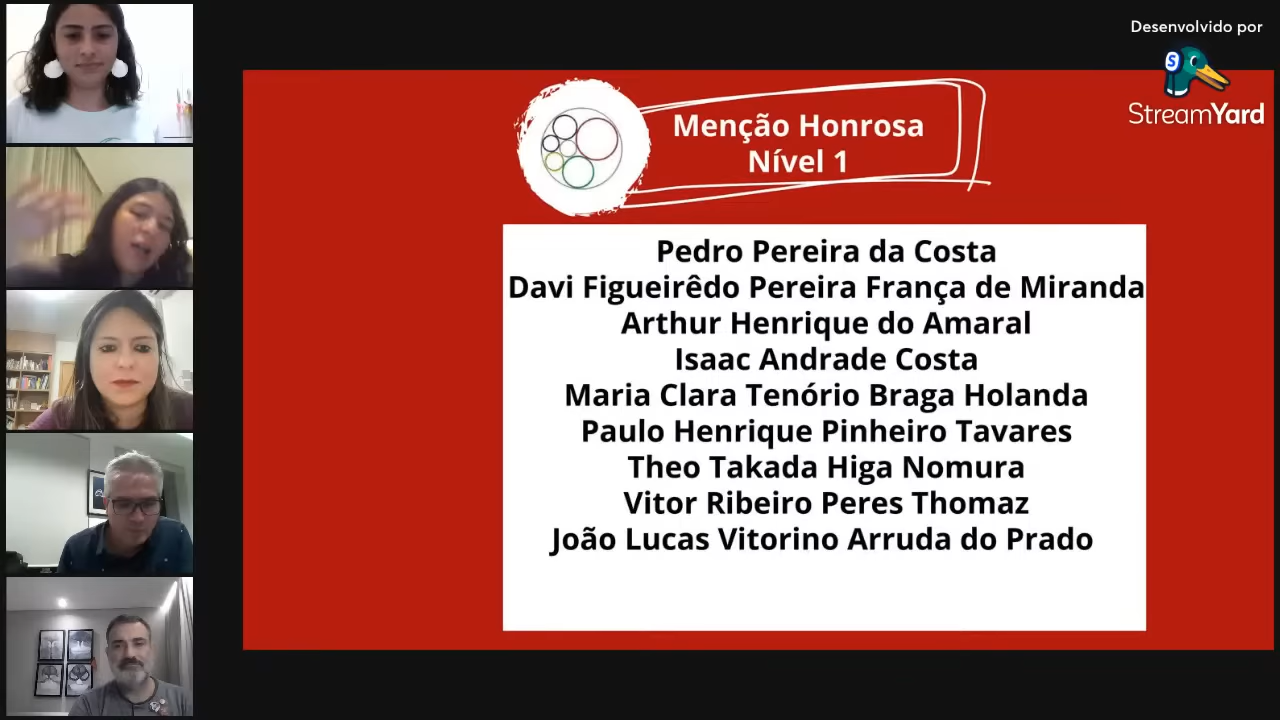 Desenvolvido por
S
StreamYard
Menção Honrosa
Nível 1
Pedro Pereira da Costa
Davi Figueirêdo Pereira França de Miranda
Arthur Henrique do Amaral
Isaac Andrade Costa
Maria Clara Tenório Braga Holanda
Paulo Henrique Pinheiro Tavares
Theo Takada Higa Nomura
Vitor Ribeiro Peres Thomaz
João Lucas Vitorino Arruda do Prado